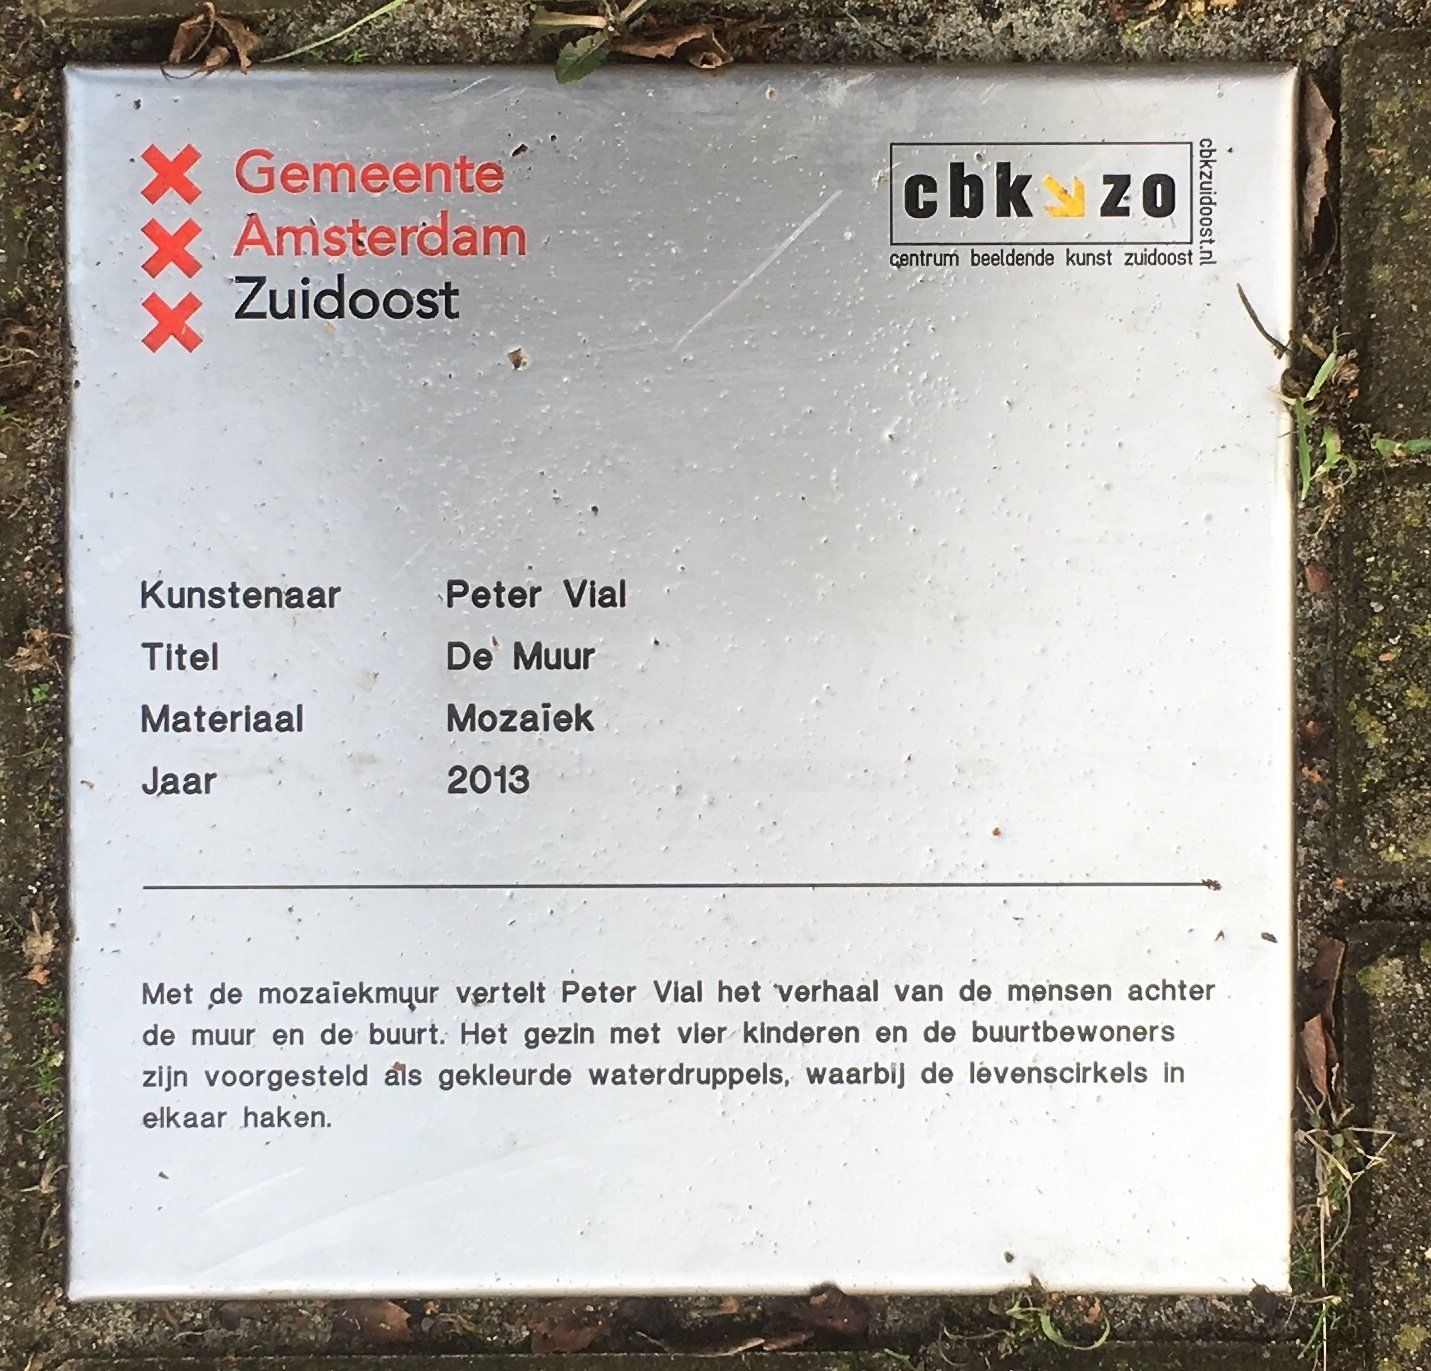 Gemeente
Amsterdam
Zuidoost
cbk zo
centrum beeldende kunst zuidoost
cbkzuidoost.nl
Kunstenaar Peter Vial
Titel De Muur
Materiaal Mozaïek
Jaar 2013
Met de mozaïekmuur vertelt Peter Vial het verhaal van de mensen achter
de muur en de buurt. Het gezin met vier kinderen en de buurtbewoners
zijn voorgesteld als gekleurde waterdruppels, waarbij de levenscirkels in
elkaar haken.